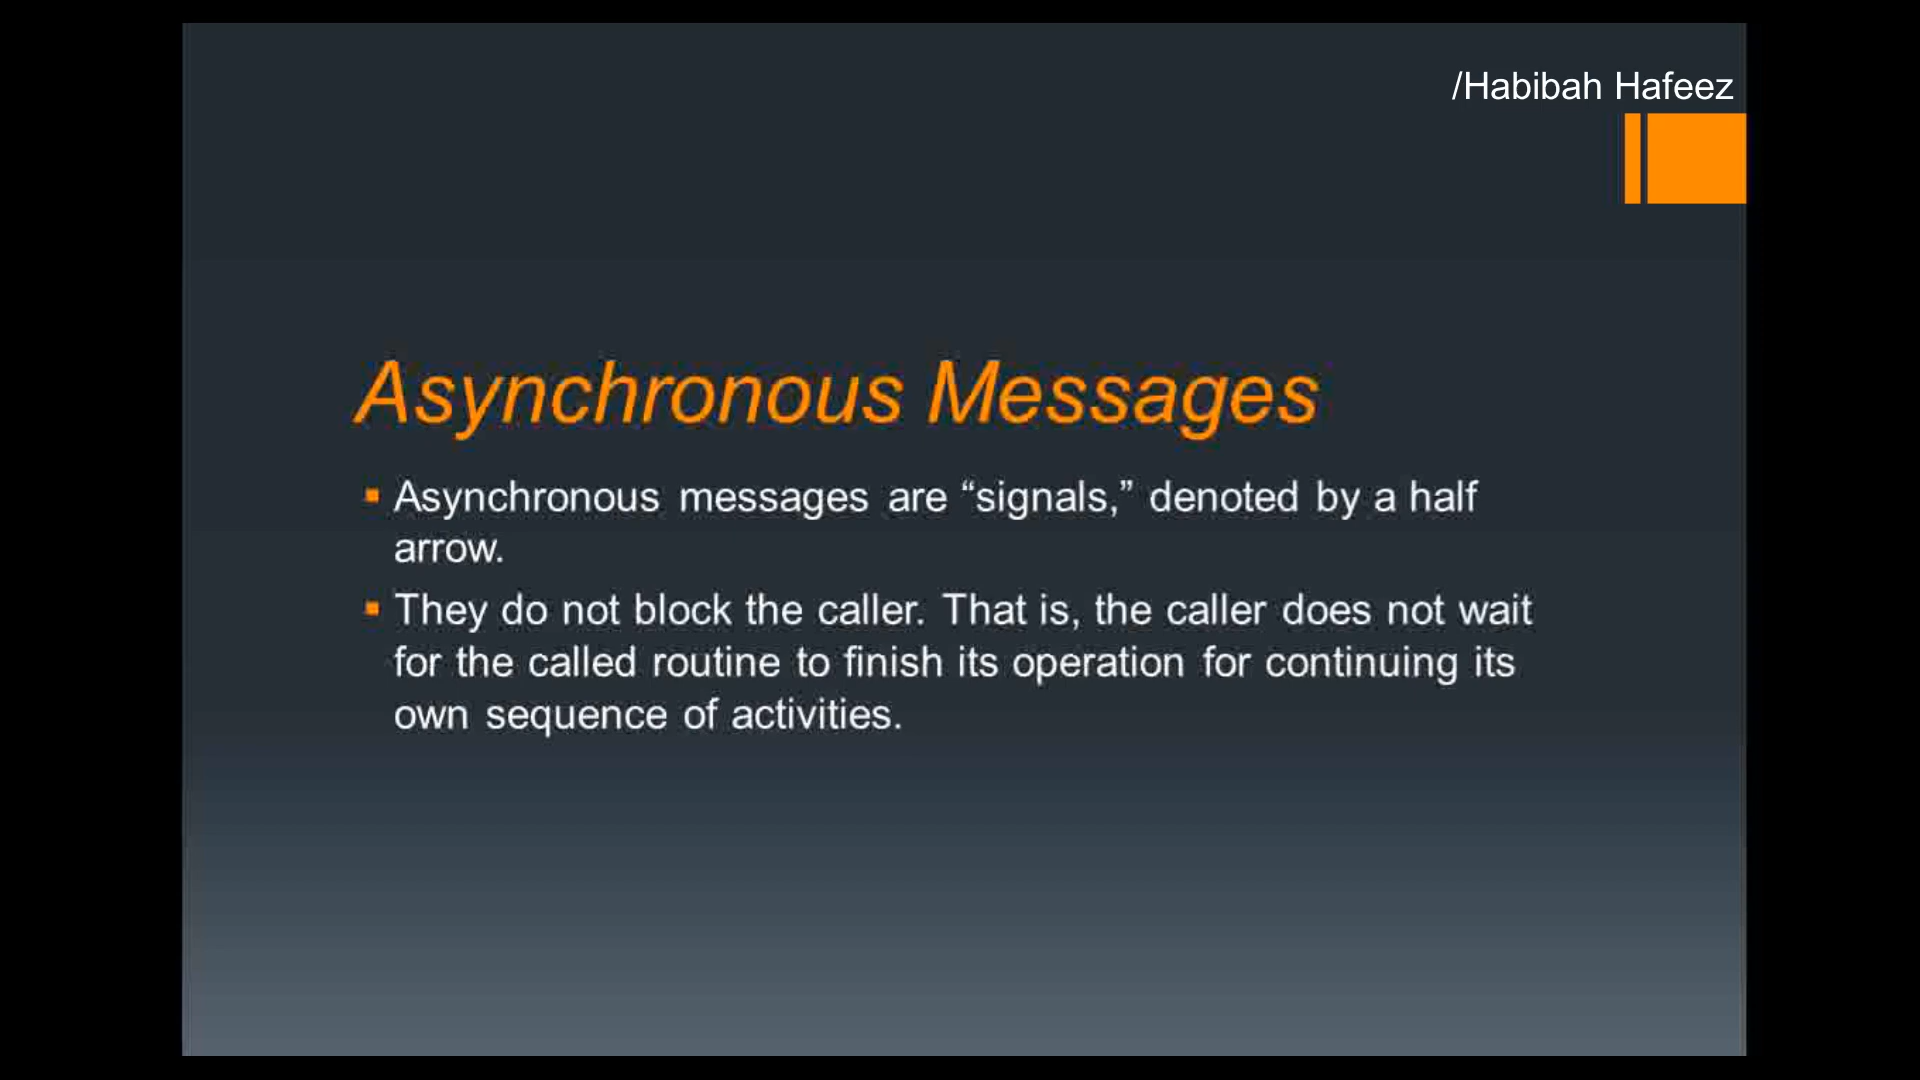 /Habibah Hafeez
Asynchronous Messages
▪ Asynchronous messages are “signals,” denoted by a half
arrow.
▪ They do not block the caller. That is, the caller does not wait
for the called routine to finish its operation for continuing its
own sequence of activities.